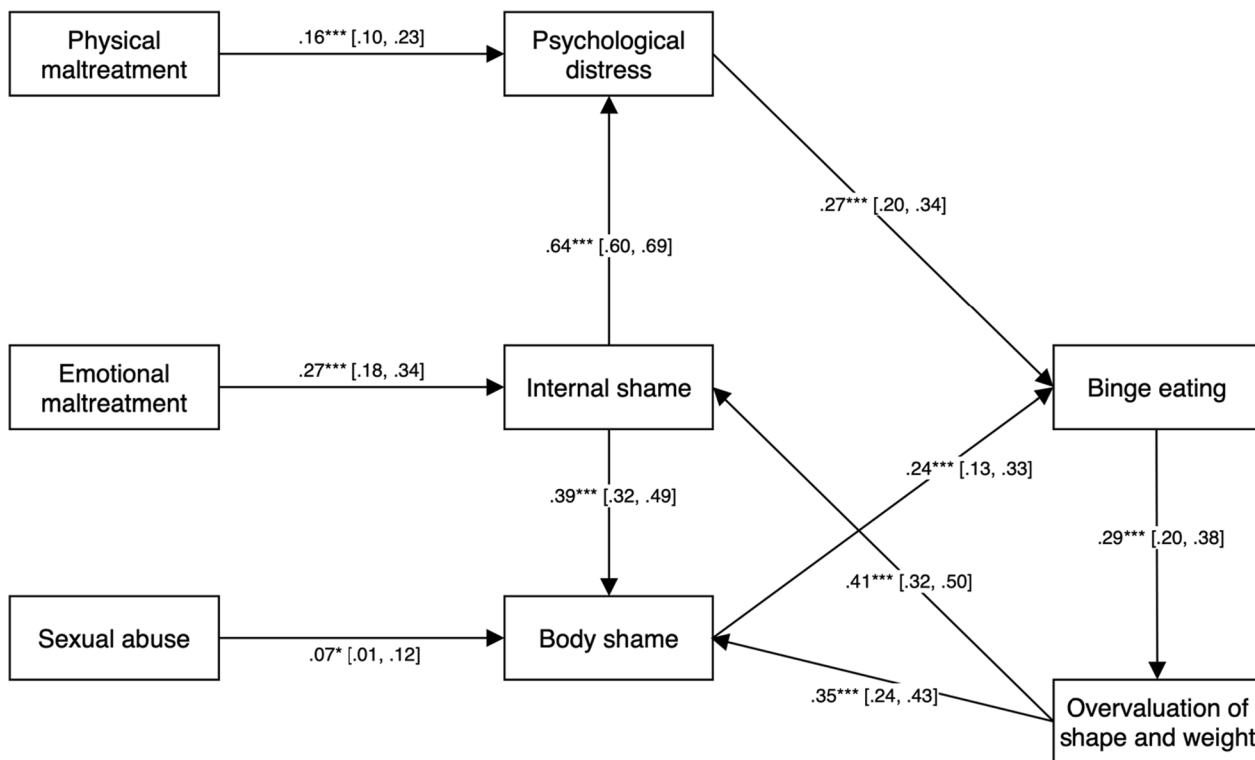 Physical
maltreatment
.16*** [.10, .23]
Psychological
distress
.27*** [.20, .34]
.64*** [.60, .69]
Emotional
maltreatment
.27*** [.18, .34]
Internal shame
Binge eating
.24*** [.13, .33]
.39*** [.32, .49]
.29*** [.20, .38]
.41*** [.32, .50]
Sexual abuse
.07* [.01, .12]
Body shame
.35*** [.24, .43]
Overvaluation of
shape and weight